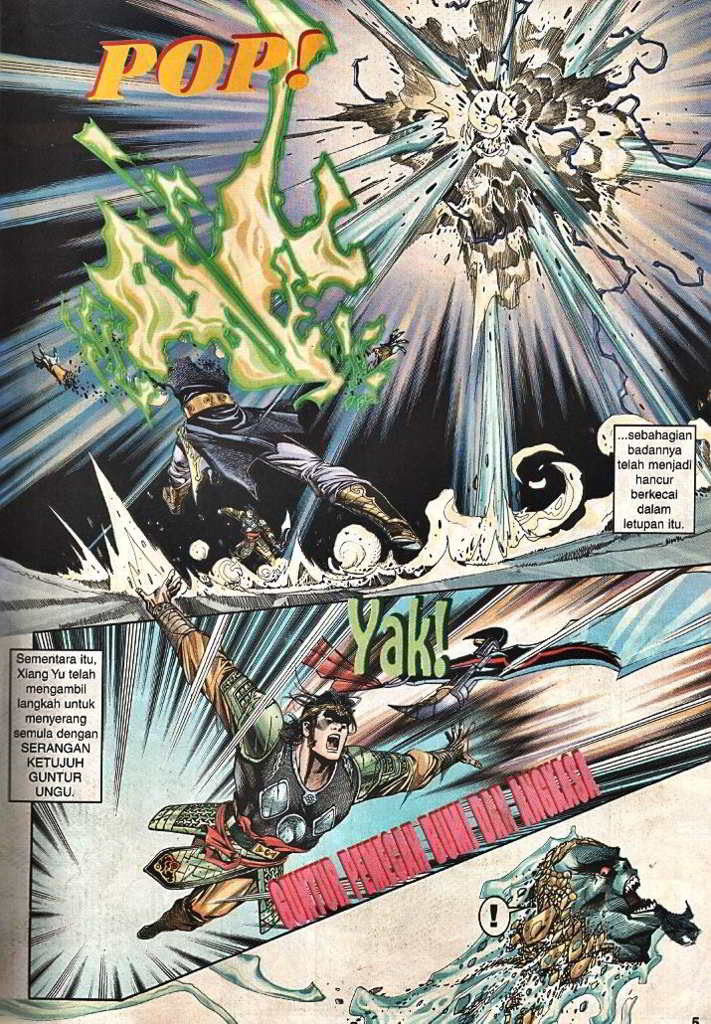 POP!
...sebahagian
badannya
telah menjadi
hancur
berkecai
dalam
letupan itu.
Yak!
Sementara itu,
Xiang Yu telah
mengambil
langkah untuk
menyerang
semula dengan
SERANGAN
KETUJUH
GUNTUR
UNGU.
GUNTUR PEMECAH BUMI DAN ANGKASA!
!
5